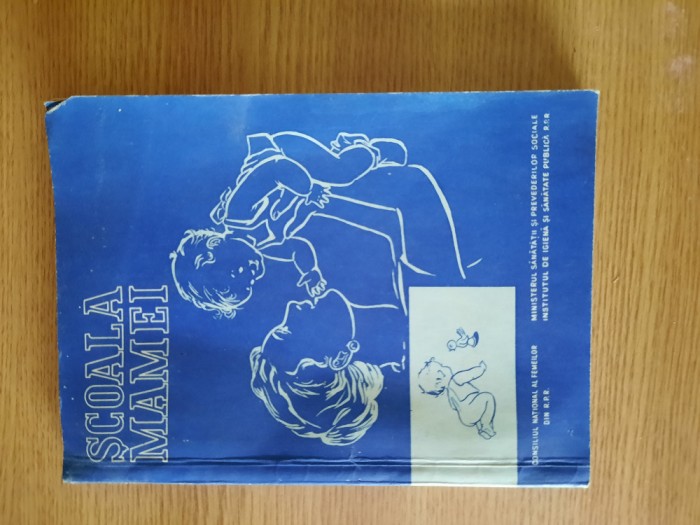 ȘCOALA
MAMEI
CONSILIUL NAȚIONAL AL FEMEILOR
DIN R.P.R.
MINISTERUL SĂNĂTĂȚII ȘI PREVEDERILOR SOCIALE
INSTITUTUL DE IGIENĂ ȘI SĂNĂTATE PUBLICĂ R.P.R